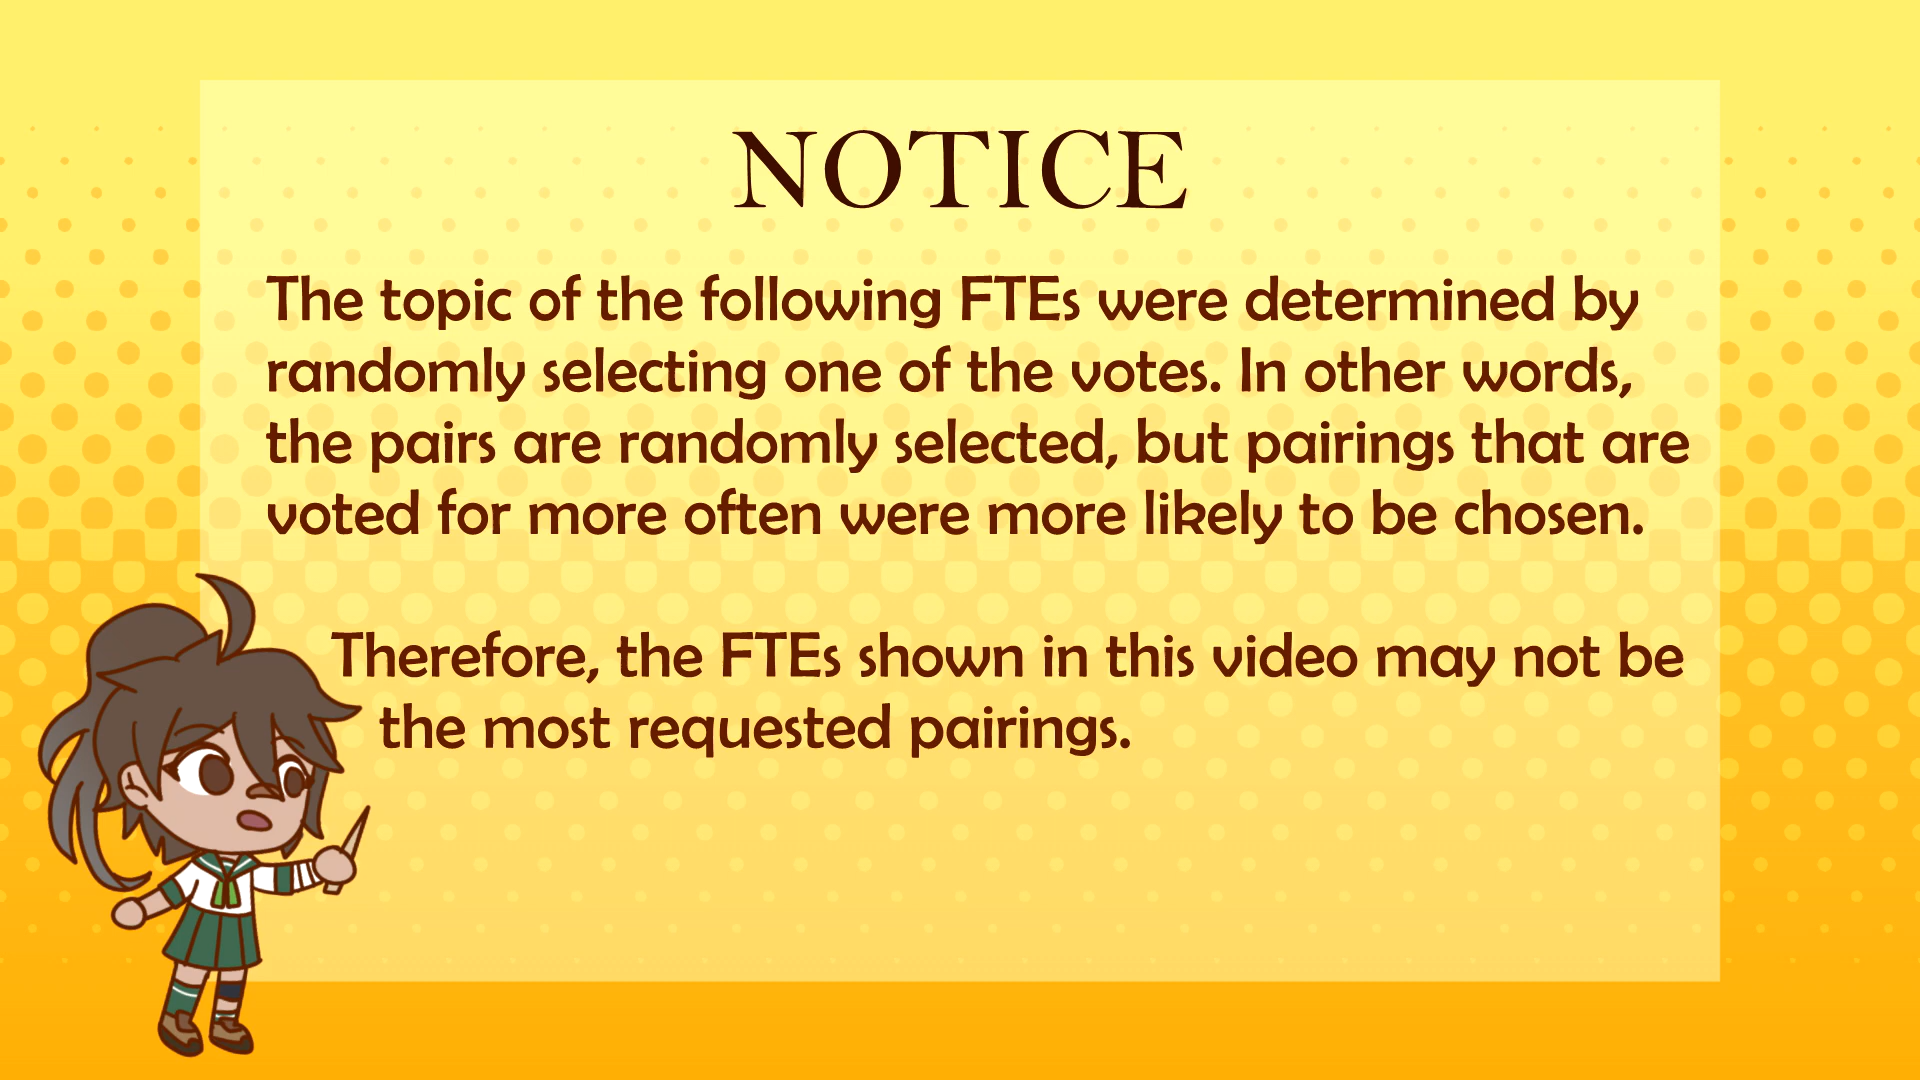 NOTICE
The topic of the following FTEs were determined by
randomly selecting one of the votes. In other words,
the pairs are randomly selected, but pairings that are
voted for more often were more likely to be chosen.
Therefore, the FTEs shown in this video may not be
the most requested pairings.